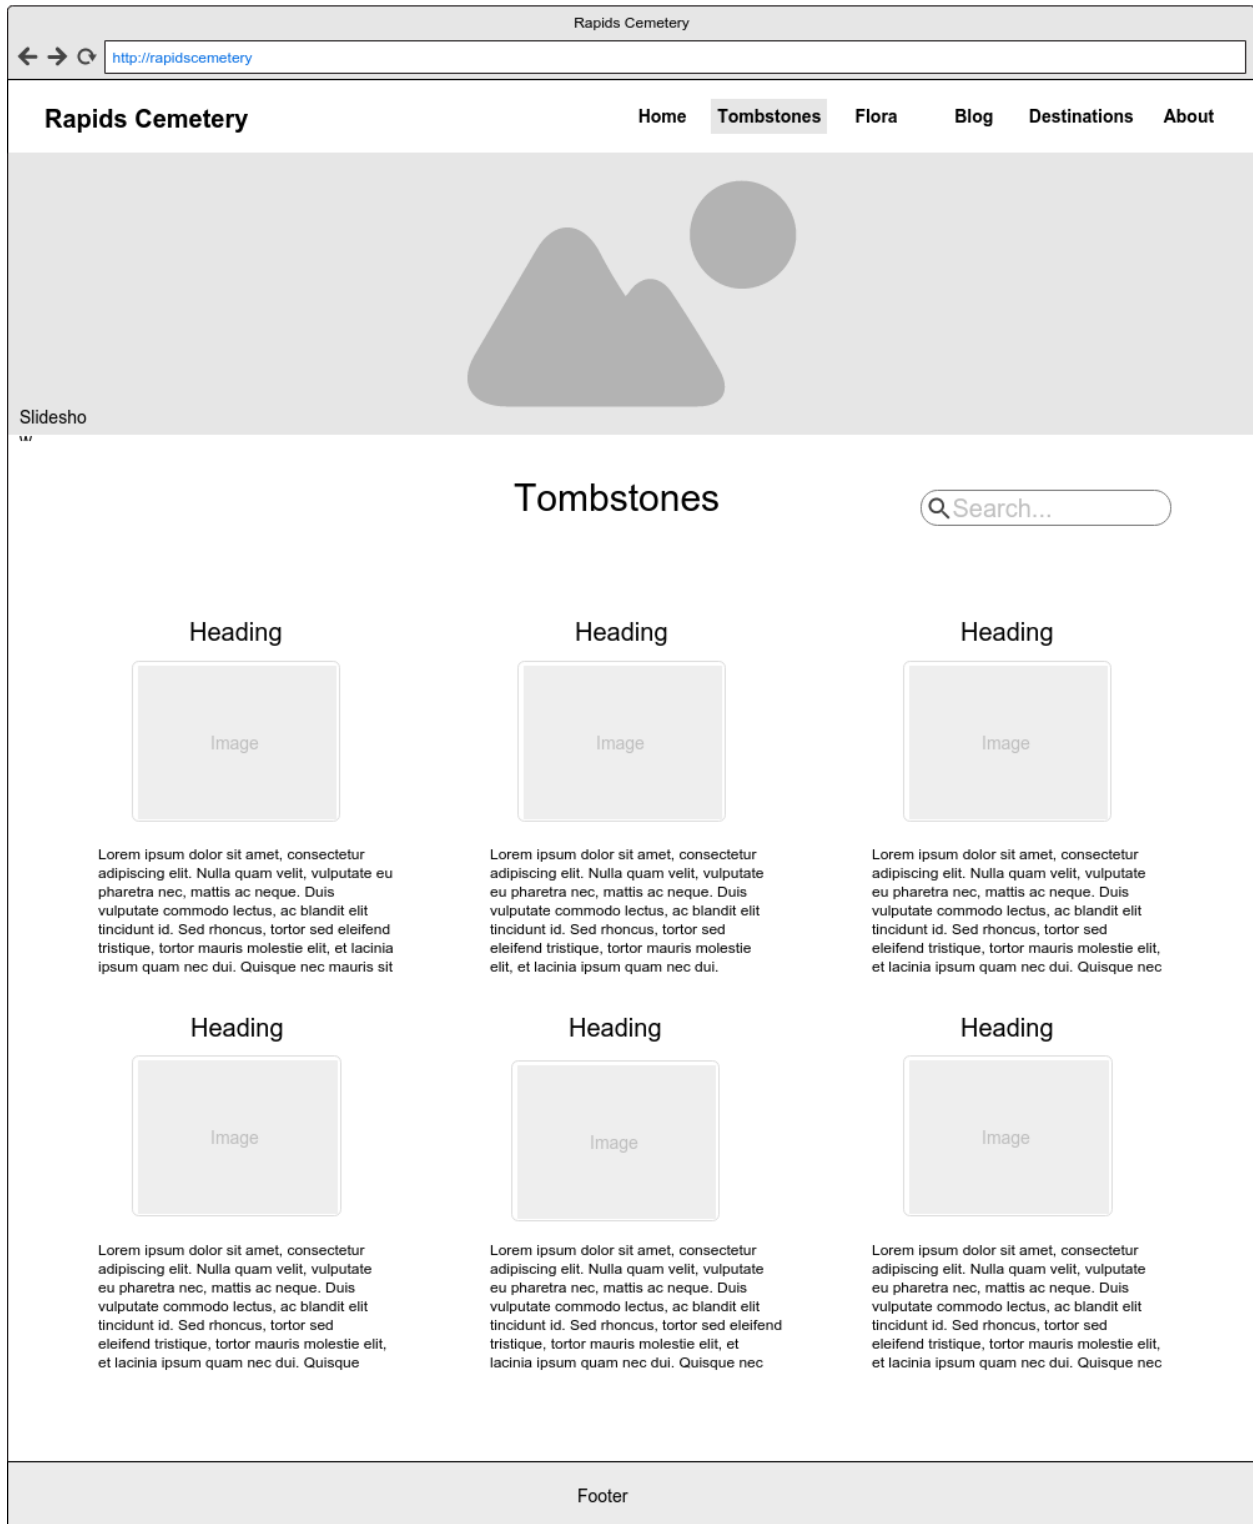 Rapids Cemetery
http://rapidscemetery
Rapids Cemetery
Home Tombstones Flora Blog Destinations About
Slidesho
w
Tombstones
Search...
Heading
Image
Lorem ipsum dolor sit amet, consectetur
adipiscing elit. Nulla quam velit, vulputate eu
pharetra nec, mattis ac neque. Duis
vulputate commodo lectus, ac blandit elit
tincidunt id. Sed rhoncus, tortor sed eleifend
tristique, tortor mauris molestie elit, et lacinia
ipsum quam nec dui. Quisque nec mauris sit
Heading
Image
Lorem ipsum dolor sit amet, consectetur
adipiscing elit. Nulla quam velit, vulputate
eu pharetra nec, mattis ac neque. Duis
vulputate commodo lectus, ac blandit elit
tincidunt id. Sed rhoncus, tortor sed
eleifend tristique, tortor mauris molestie
elit, et lacinia ipsum quam nec dui.
Heading
Image
Lorem ipsum dolor sit amet, consectetur
adipiscing elit. Nulla quam velit, vulputate
eu pharetra nec, mattis ac neque. Duis
vulputate commodo lectus, ac blandit elit
tincidunt id. Sed rhoncus, tortor sed
eleifend tristique, tortor mauris molestie elit,
et lacinia ipsum quam nec dui. Quisque nec
Heading
Image
Lorem ipsum dolor sit amet, consectetur
adipiscing elit. Nulla quam velit, vulputate
eu pharetra nec, mattis ac neque. Duis
vulputate commodo lectus, ac blandit elit
tincidunt id. Sed rhoncus, tortor sed
eleifend tristique, tortor mauris molestie elit,
et lacinia ipsum quam nec dui. Quisque
Heading
Image
Lorem ipsum dolor sit amet, consectetur
adipiscing elit. Nulla quam velit, vulputate
eu pharetra nec, mattis ac neque. Duis
vulputate commodo lectus, ac blandit elit
tincidunt id. Sed rhoncus, tortor sed eleifend
tristique, tortor mauris molestie elit, et
lacinia ipsum quam nec dui. Quisque nec
Heading
Image
Lorem ipsum dolor sit amet, consectetur
adipiscing elit. Nulla quam velit, vulputate
eu pharetra nec, mattis ac neque. Duis
vulputate commodo lectus, ac blandit elit
tincidunt id. Sed rhoncus, tortor sed
eleifend tristique, tortor mauris molestie elit,
et lacinia ipsum quam nec dui. Quisque nec
Footer